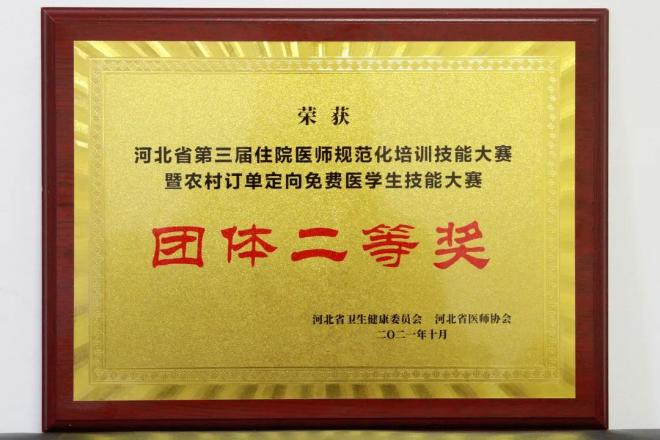 荣获
河北省第三届住院医师规范化培训技能大赛
暨农村订单定向免费医学生技能大赛
团体二等奖
河北省卫生健康委员会 河北省医师协会
二〇二一年十月